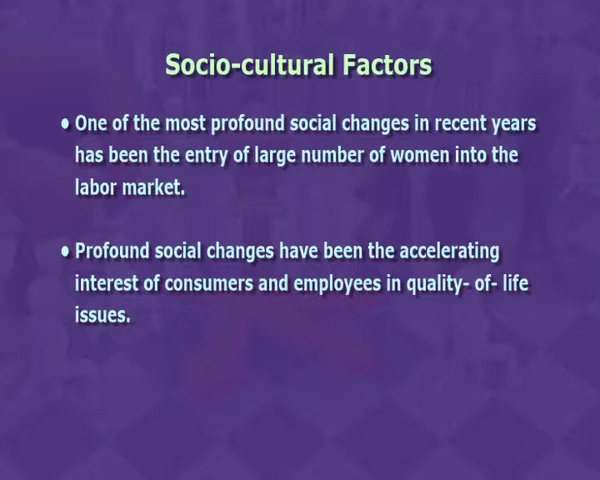 Socio-cultural Factors
• One of the most profound social changes in recent years
has been the entry of large number of women into the
labor market.
• Profound social changes have been the accelerating
interest of consumers and employees in quality- of- life
issues.